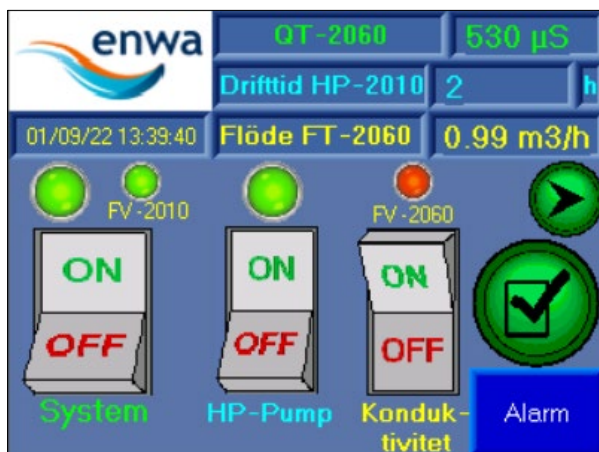 enwa
QT-2060 530 µS
Drifttid HP-2010 2 h
01/09/22 13:39:40 Flöde FT-2060 0.99 m3/h
FV-2010 FV-2060
ON ON ON
OFF OFF OFF
System HP-Pump Konduk-
tivitet
Alarm